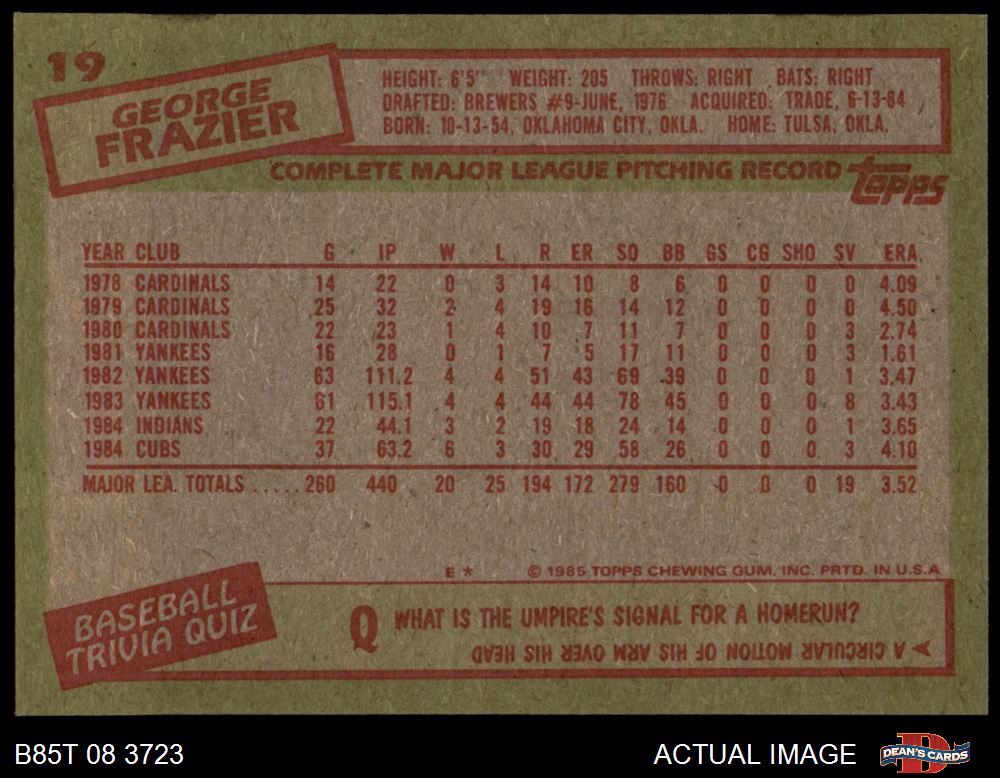 19
GEORGE
FRAZIER
HEIGHT: 6'5" WEIGHT: 205 THROWS: RIGHT BATS: RIGHT
DRAFTED: BREWERS #9-JUNE, 1976 ACQUIRED: TRADE, 6-13-84
BORN: 10-13-54, OKLAHOMA CITY, OKLA. HOME: TULSA, OKLA.
COMPLETE MAJOR LEAGUE PITCHING RECORD topps
YEAR CLUB G IP W L R ER SO BB GS CG SHO SV ERA
1978 CARDINALS 14 22 0 3 14 10 8 6 0 0 0 0 4.09
1979 CARDINALS 25 32 2 4 19 16 14 12 0 0 0 0 4.50
1980 CARDINALS 22 23 1 4 10 7 11 7 0 0 0 3 2.74
1981 YANKEES 16 28 0 1 7 5 17 11 0 0 0 3 1.61
1982 YANKEES 63 111.2 4 4 51 43 69 39 0 0 0 1 3.47
1983 YANKEES 61 115.1 4 4 44 44 78 45 0 0 0 8 3.43
1984 INDIANS 22 44.1 3 2 19 18 24 14 0 0 0 1 3.65
1984 CUBS 37 63.2 6 3 30 29 58 26 0 0 0 3 4.10
MAJOR LEA. TOTALS ..... 260 440 20 25 194 172 279 160 0 0 0 19 3.52
E * © 1985 TOPPS CHEWING GUM, INC. PRTD. IN U.S.A
BASEBALL
TRIVIA QUIZ
Q WHAT IS THE UMPIRE'S SIGNAL FOR A HOMERUN?
A CIRCULAR MOTION OF HIS ARM OVER HIS HEAD
B85T 08 3723 ACTUAL IMAGE D DEAN'S CARDS